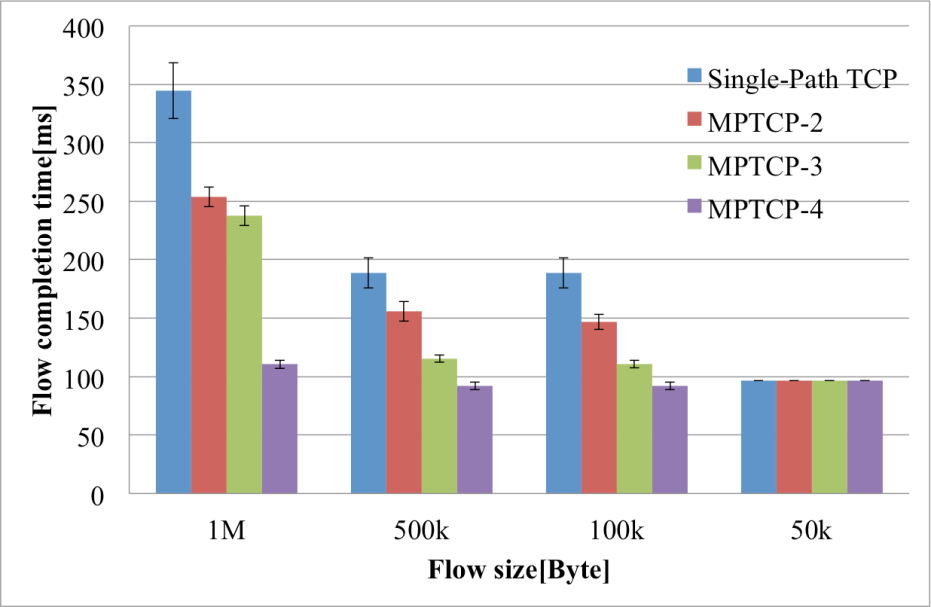 400
350
300
250
200
150
100
50
0
Flow completion time[ms]
Single-Path TCP
MPTCP-2
MPTCP-3
MPTCP-4
1M 500k 100k 50k
Flow size[Byte]